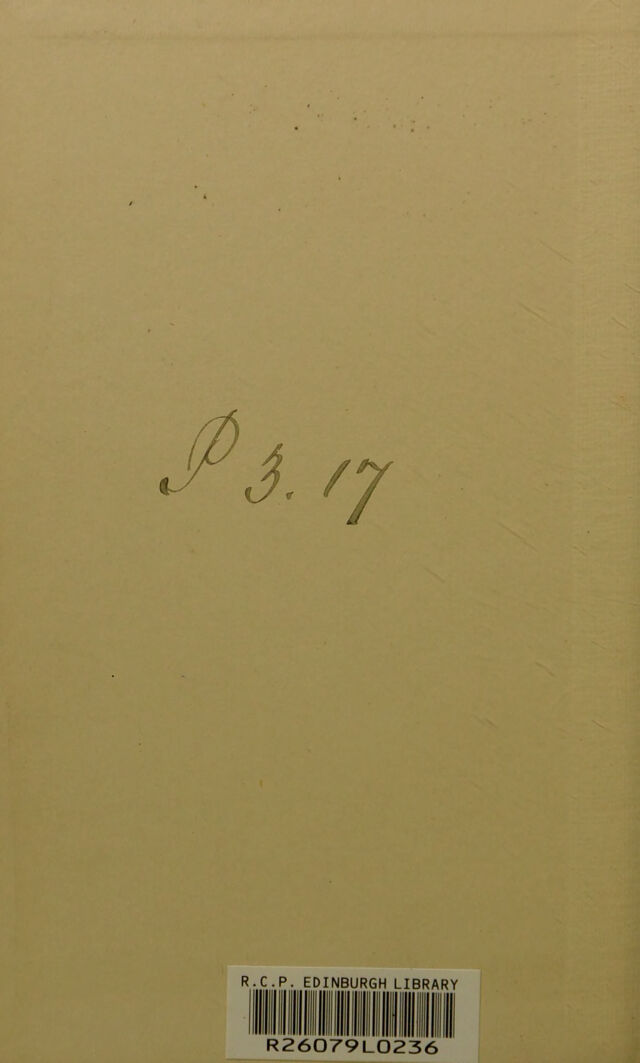 P 3. 17
R.C.P. EDINBURGH LIBRARY
R26079L0236